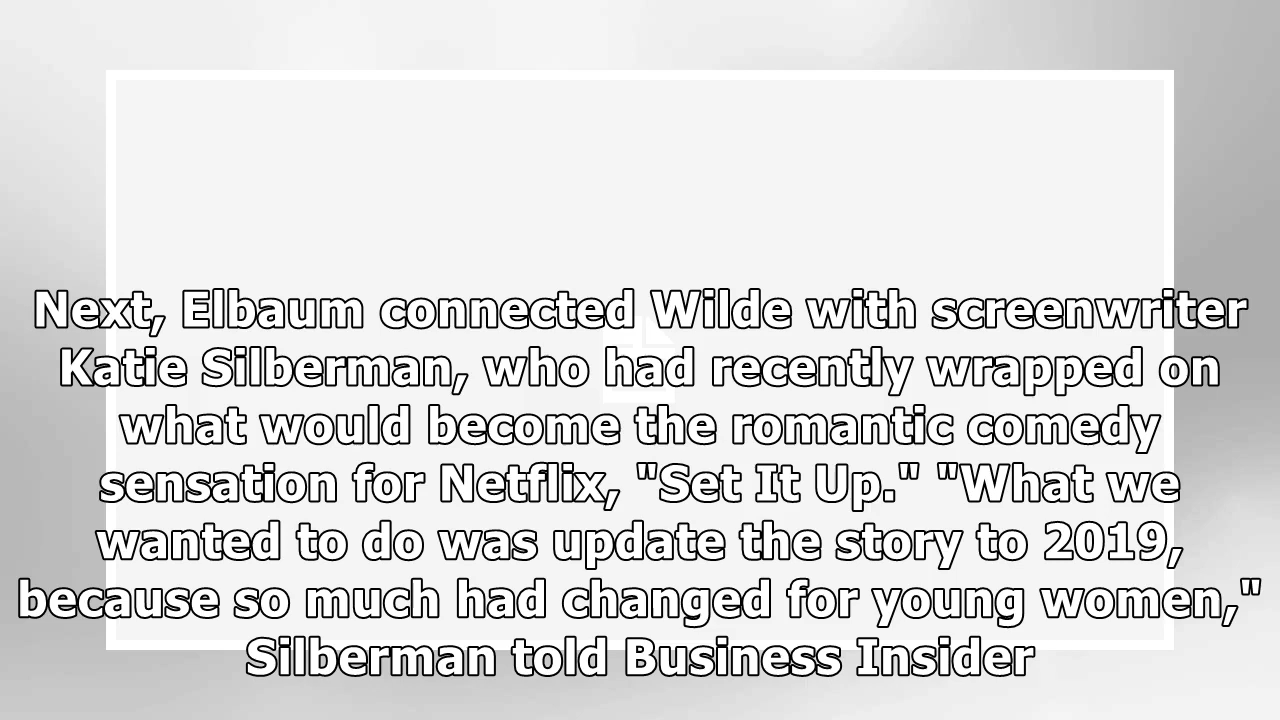 Next, Elbaum connected Wilde with screenwriter
Katie Silberman, who had recently wrapped on
what would become the romantic comedy
sensation for Netflix, "Set It Up." "What we
wanted to do was update the story to 2019,
because so much had changed for young women,"
Silberman told Business Insider